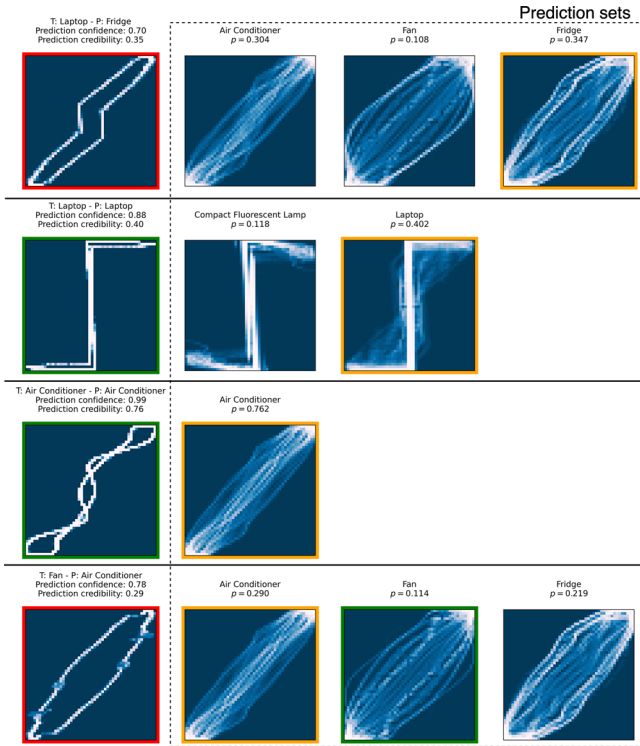 Prediction sets
T: Laptop - P: Fridge
Prediction confidence: 0.70
Prediction credibility: 0.35
Air Conditioner
p = 0.304
Fan
p = 0.108
Fridge
p = 0.347
T: Laptop - P: Laptop
Prediction confidence: 0.88
Prediction credibility: 0.40
Compact Fluorescent Lamp
p = 0.118
Laptop
p = 0.402
T: Air Conditioner - P: Air Conditioner
Prediction confidence: 0.99
Prediction credibility: 0.76
Air Conditioner
p = 0.762
T: Fan - P: Air Conditioner
Prediction confidence: 0.78
Prediction credibility: 0.29
Air Conditioner
p = 0.290
Fan
p = 0.114
Fridge
p = 0.219